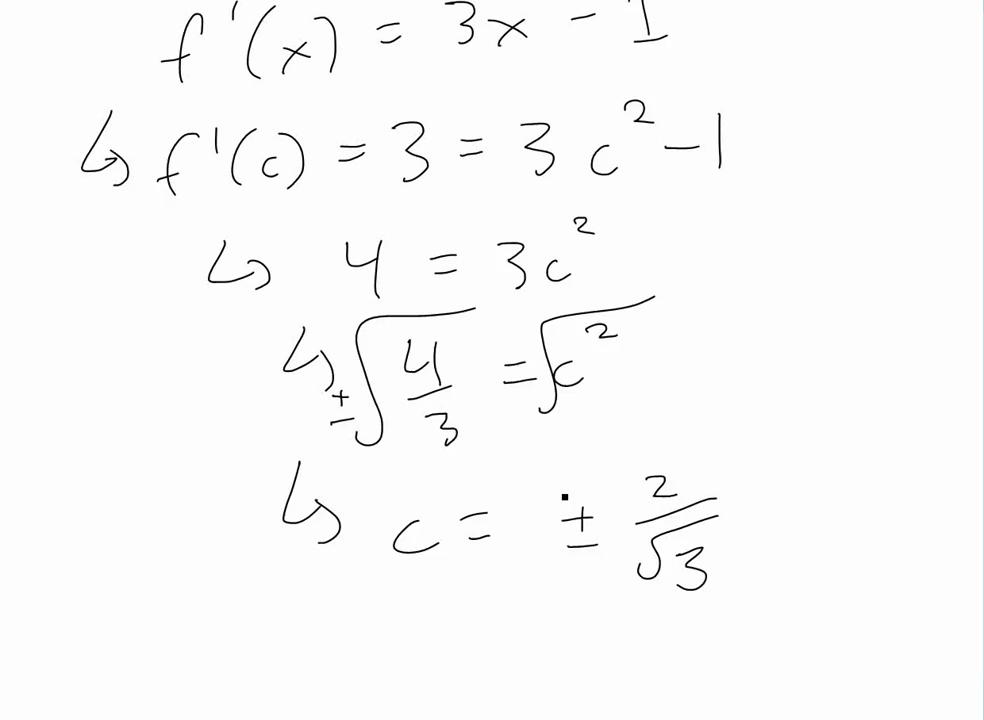 f'(x) = 3x - 1
↳ f'(c) = 3 = 3c² - 1
↳ 4 = 3c²
↳ ±√(4/3) = √c²
↳ c = ± 2/√3